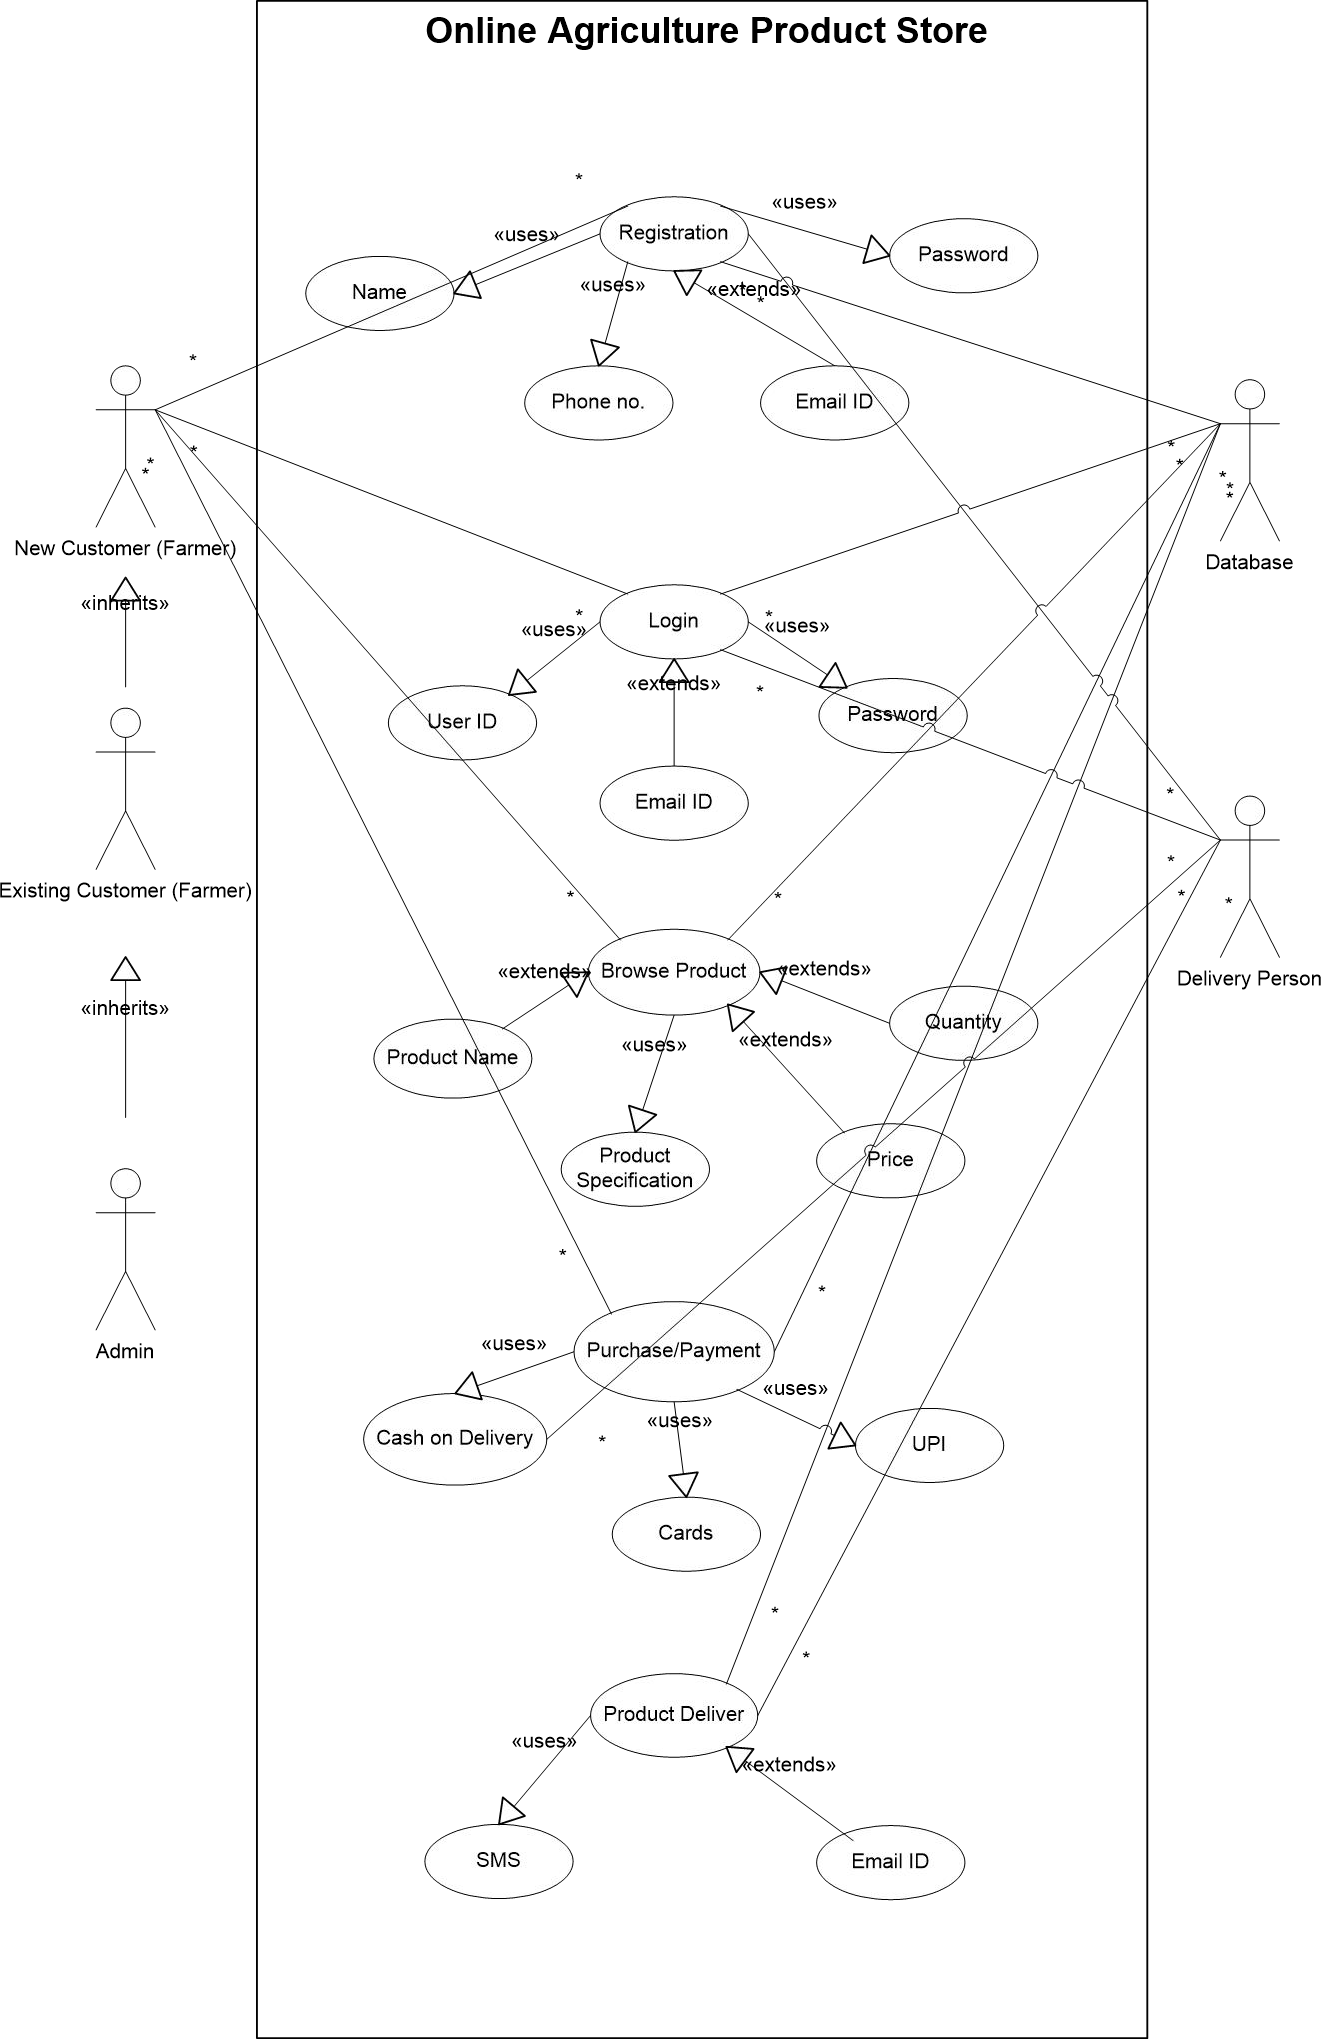 Online Agriculture Product Store
*
«uses»
«uses»
Registration
Password
Name
«uses»
«extends»
*
*
Phone no.
Email ID
*
*
*
*
*
*
*
*
*
New Customer (Farmer)
Database
«inherits»
*
«uses»
Login
*
«uses»
«extends»
*
User ID
Password
Email ID
*
Existing Customer (Farmer)
*
*
*
*
*
«extends»
Browse Product
«extends»
Delivery Person
«inherits»
Quantity
Product Name
«uses»
«extends»
Product
Specification
Price
*
*
Admin
«uses»
Purchase/Payment
«uses»
«uses»
Cash on Delivery
*
UPI
Cards
*
*
Product Deliver
«uses»
«extends»
SMS
Email ID